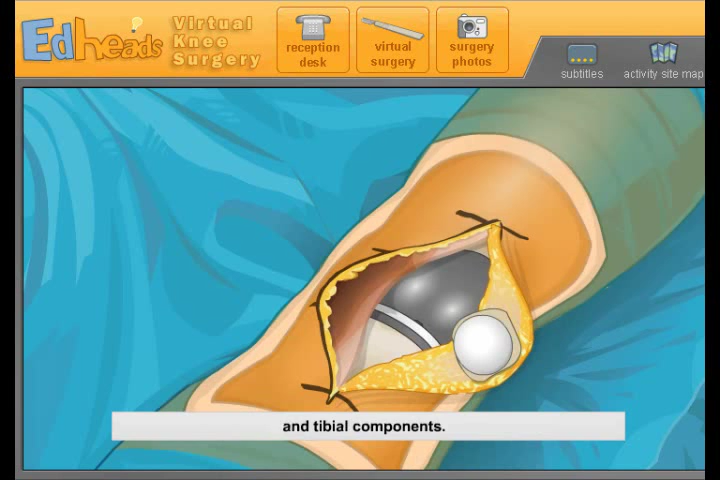 Edheads
Virtual
Knee
Surgery
reception
desk
virtual
surgery
surgery
photos
subtitles
activity site map
and tibial components.